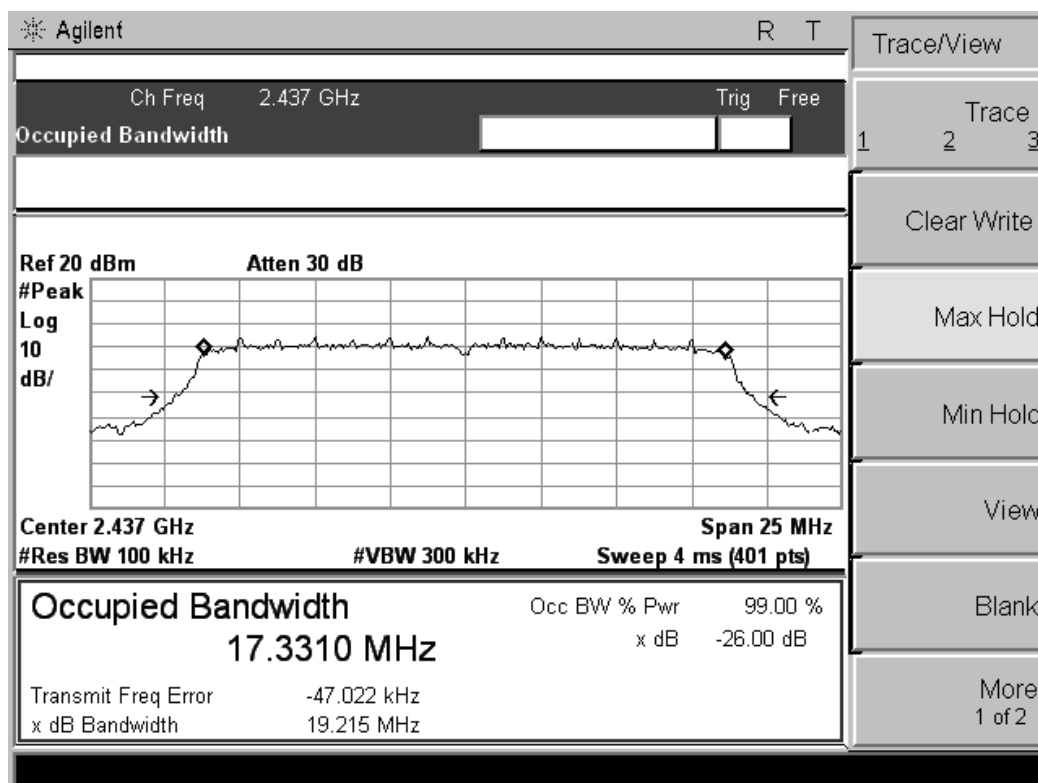 Agilent R T
Ch Freq 2.437 GHz Trig Free
Occupied Bandwidth
Ref 20 dBm Atten 30 dB
#Peak
Log
10
dB/
Center 2.437 GHz Span 25 MHz
#Res BW 100 kHz #VBW 300 kHz Sweep 4 ms (401 pts)
Occupied Bandwidth
17.3310 MHz
Occ BW % Pwr 99.00 %
x dB -26.00 dB
Transmit Freq Error -47.022 kHz
x dB Bandwidth 19.215 MHz
Trace/View
Trace
1 2 3
Clear Write
Max Hold
Min Hold
View
Blank
More
1 of 2